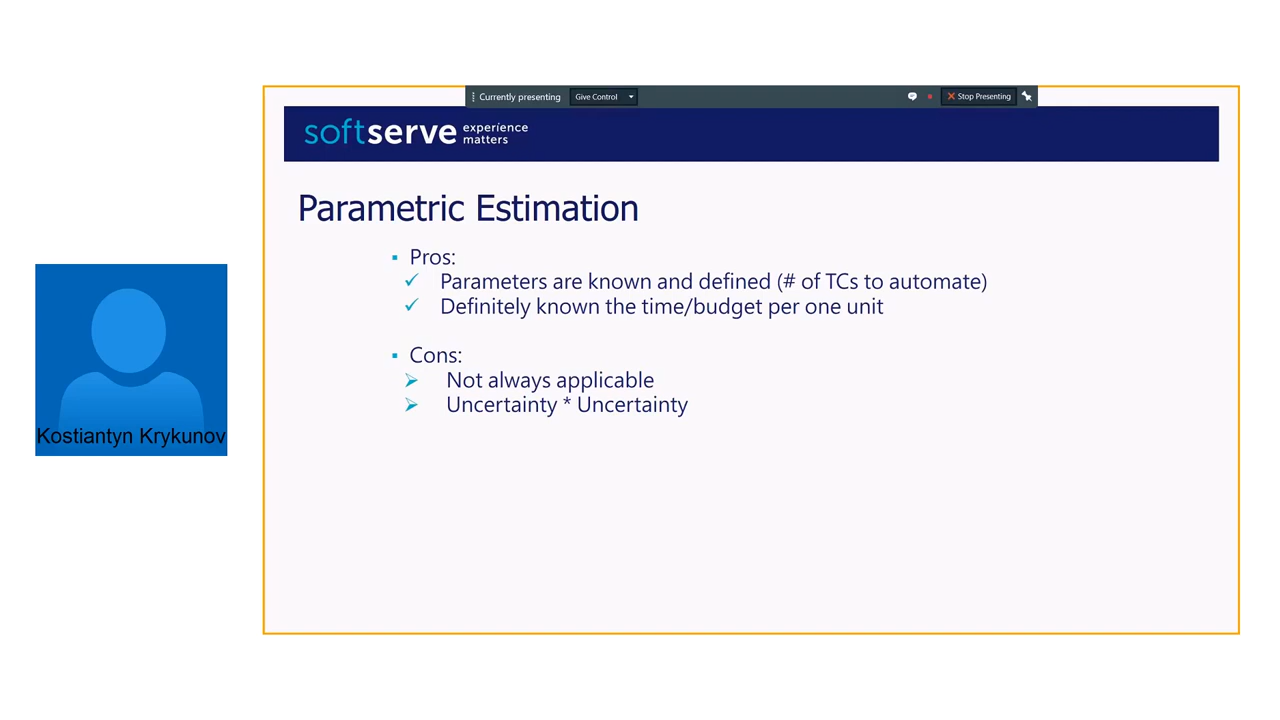 Currently presenting Give Control Stop Presenting
softserve experience matters
Parametric Estimation
Pros:
Parameters are known and defined (# of TCs to automate)
Definitely known the time/budget per one unit
Cons:
Not always applicable
Uncertainty * Uncertainty
Kostiantyn Krykunov